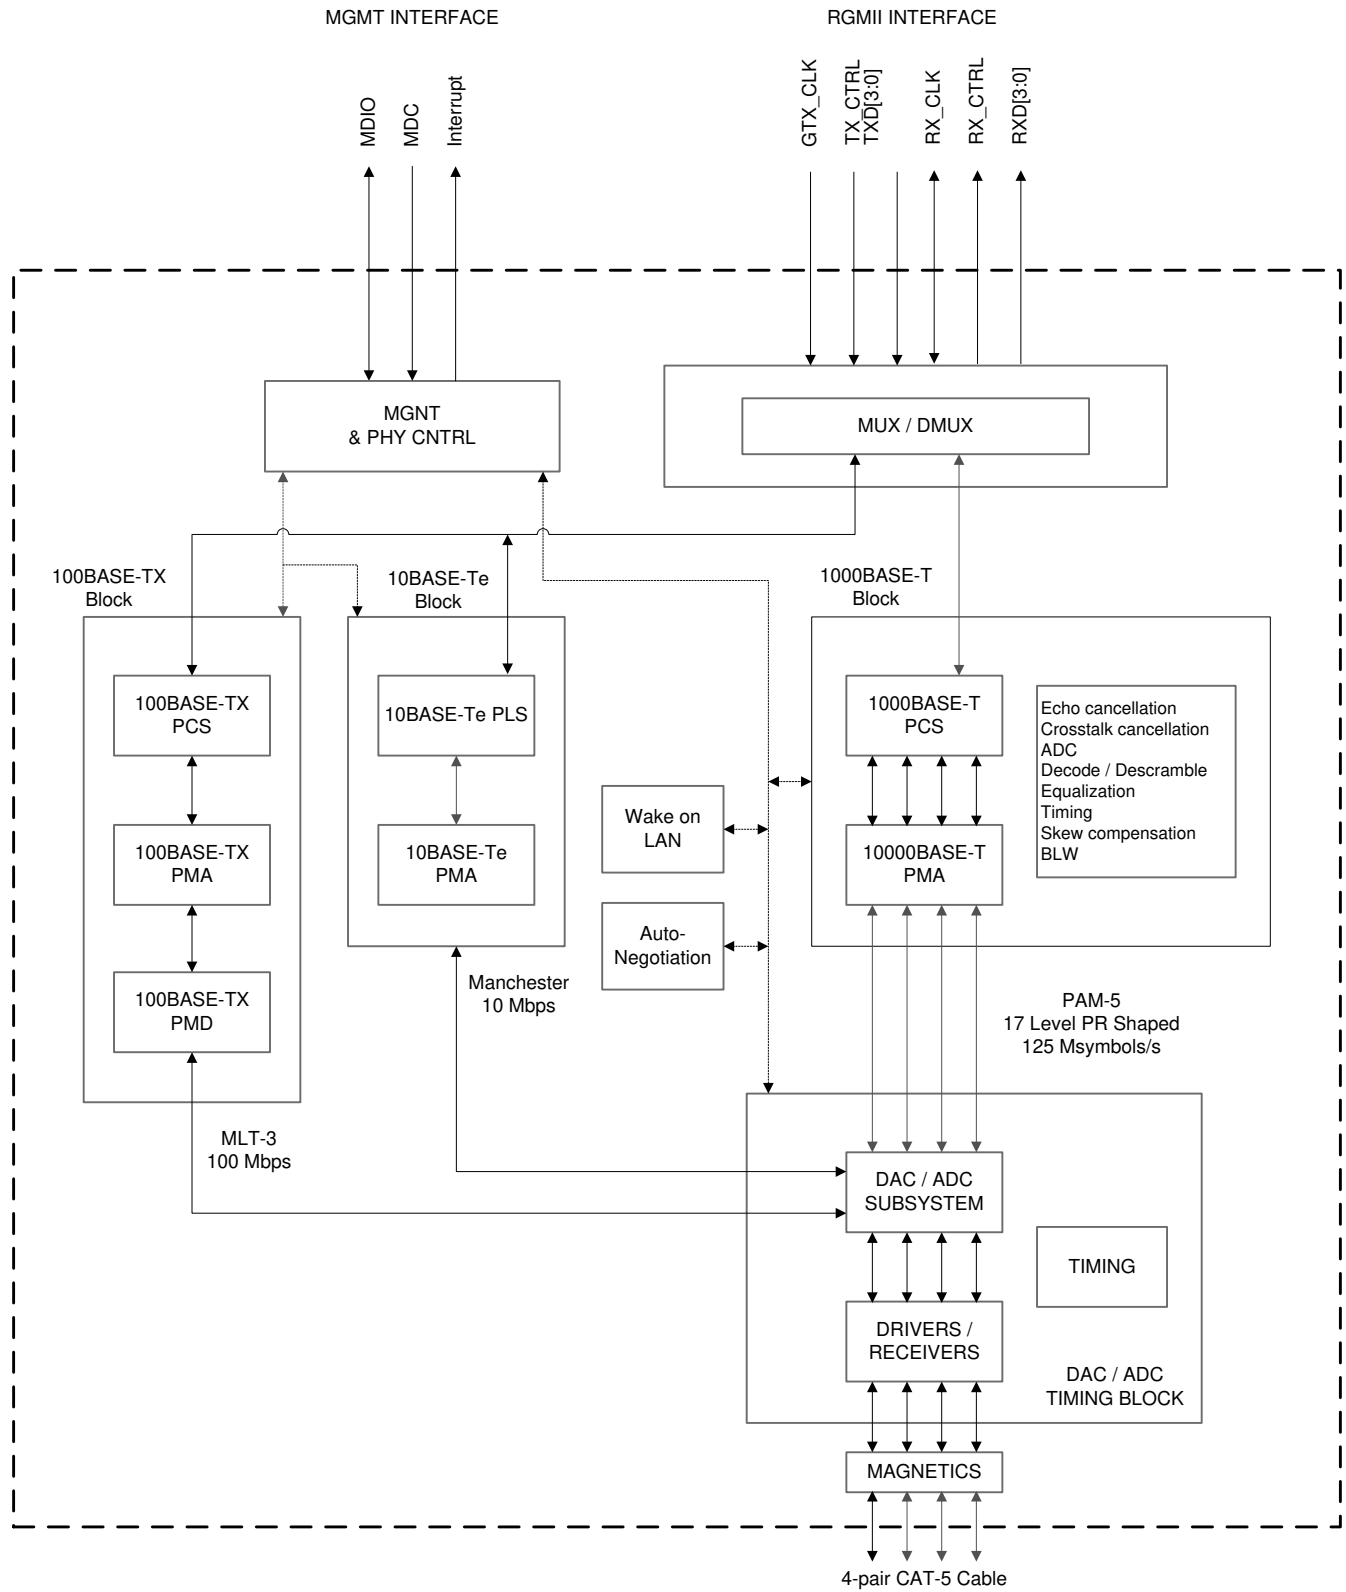 MGMT INTERFACE
RGMII INTERFACE
MDIO
MDC
Interrupt
GTX_CLK
TX_CTRL
TXD[3:0]
RX_CLK
RX_CTRL
RXD[3:0]
MGNT
& PHY CNTRL
MUX / DMUX
100BASE-TX
Block
10BASE-Te
Block
1000BASE-T
Block
100BASE-TX
PCS
10BASE-Te PLS
1000BASE-T
PCS
Echo cancellation
Crosstalk cancellation
ADC
Decode / Descramble
Equalization
Timing
Skew compensation
BLW
Wake on
LAN
100BASE-TX
PMA
10BASE-Te
PMA
10000BASE-T
PMA
Auto-
Negotiation
100BASE-TX
PMD
Manchester
10 Mbps
PAM-5
17 Level PR Shaped
125 Msymbols/s
MLT-3
100 Mbps
DAC / ADC
SUBSYSTEM
TIMING
DRIVERS /
RECEIVERS
DAC / ADC
TIMING BLOCK
MAGNETICS
4-pair CAT-5 Cable